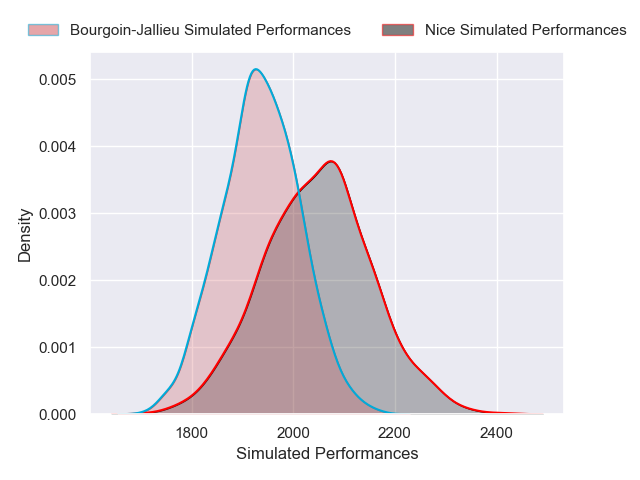 Bourgoin-Jallieu Simulated Performances Nice Simulated Performances
0.005
0.004
0.003
0.002
0.001
0.000
Density
1800 2000 2200 2400
Simulated Performances